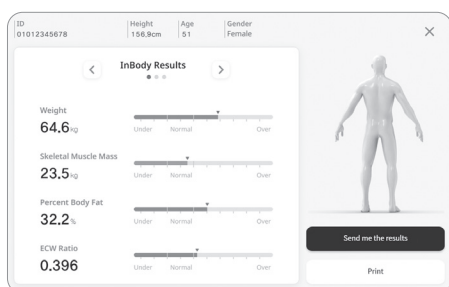 ID
01012345678
Height
156.9cm
Age
51
Gender
Female
InBody Results
Weight
64.6kg
Under Normal Over
Skeletal Muscle Mass
23.5kg
Under Normal Over
Percent Body Fat
32.2%
Under Normal Over
ECW Ratio
0.396
Under Normal Over
Send me the results
Print